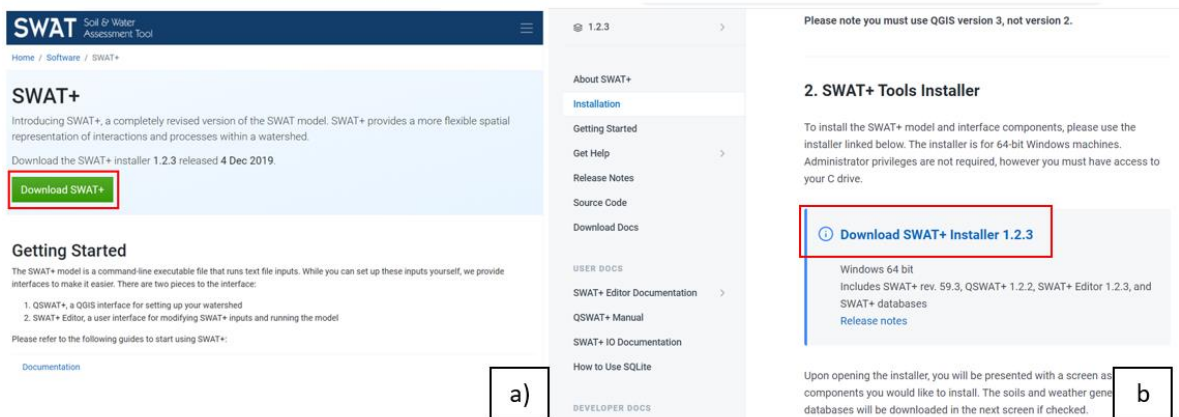 SWAT Soil & Water
Assessment Tool
Home / Software / SWAT+
SWAT+
Introducing SWAT+, a completely revised version of the SWAT model. SWAT+ provides a more flexible spatial
representation of interactions and processes within a watershed.
Download the SWAT+ installer 1.2.3 released 4 Dec 2019.
Download SWAT+
Getting Started
The SWAT+ model is a command-line executable file that runs text file inputs. While you can set up these inputs yourself, we provide
interfaces to make it easier. There are two pieces to the interface:
1. QSWAT+, a QGIS interface for setting up your watershed
2. SWAT+ Editor, a user interface for modifying SWAT+ inputs and running the model
Please refer to the following guides to start using SWAT+:
Documentation
a)
1.2.3
About SWAT+
Installation
Getting Started
Get Help
Release Notes
Source Code
Download Docs
USER DOCS
SWAT+ Editor Documentation
QSWAT+ Manual
SWAT+ IO Documentation
How to Use SQLite
DEVELOPER DOCS
Please note you must use QGIS version 3, not version 2.
2. SWAT+ Tools Installer
To install the SWAT+ model and interface components, please use the
installer linked below. The installer is for 64-bit Windows machines.
Administrator privileges are not required, however you must have access to
your C drive.
Download SWAT+ Installer 1.2.3
Windows 64 bit
Includes SWAT+ rev. 59.3, QSWAT+ 1.2.2, SWAT+ Editor 1.2.3, and
SWAT+ databases
Release notes
Upon opening the installer, you will be presented with a screen as
components you would like to install. The soils and weather gene
databases will be downloaded in the next screen if checked.
b